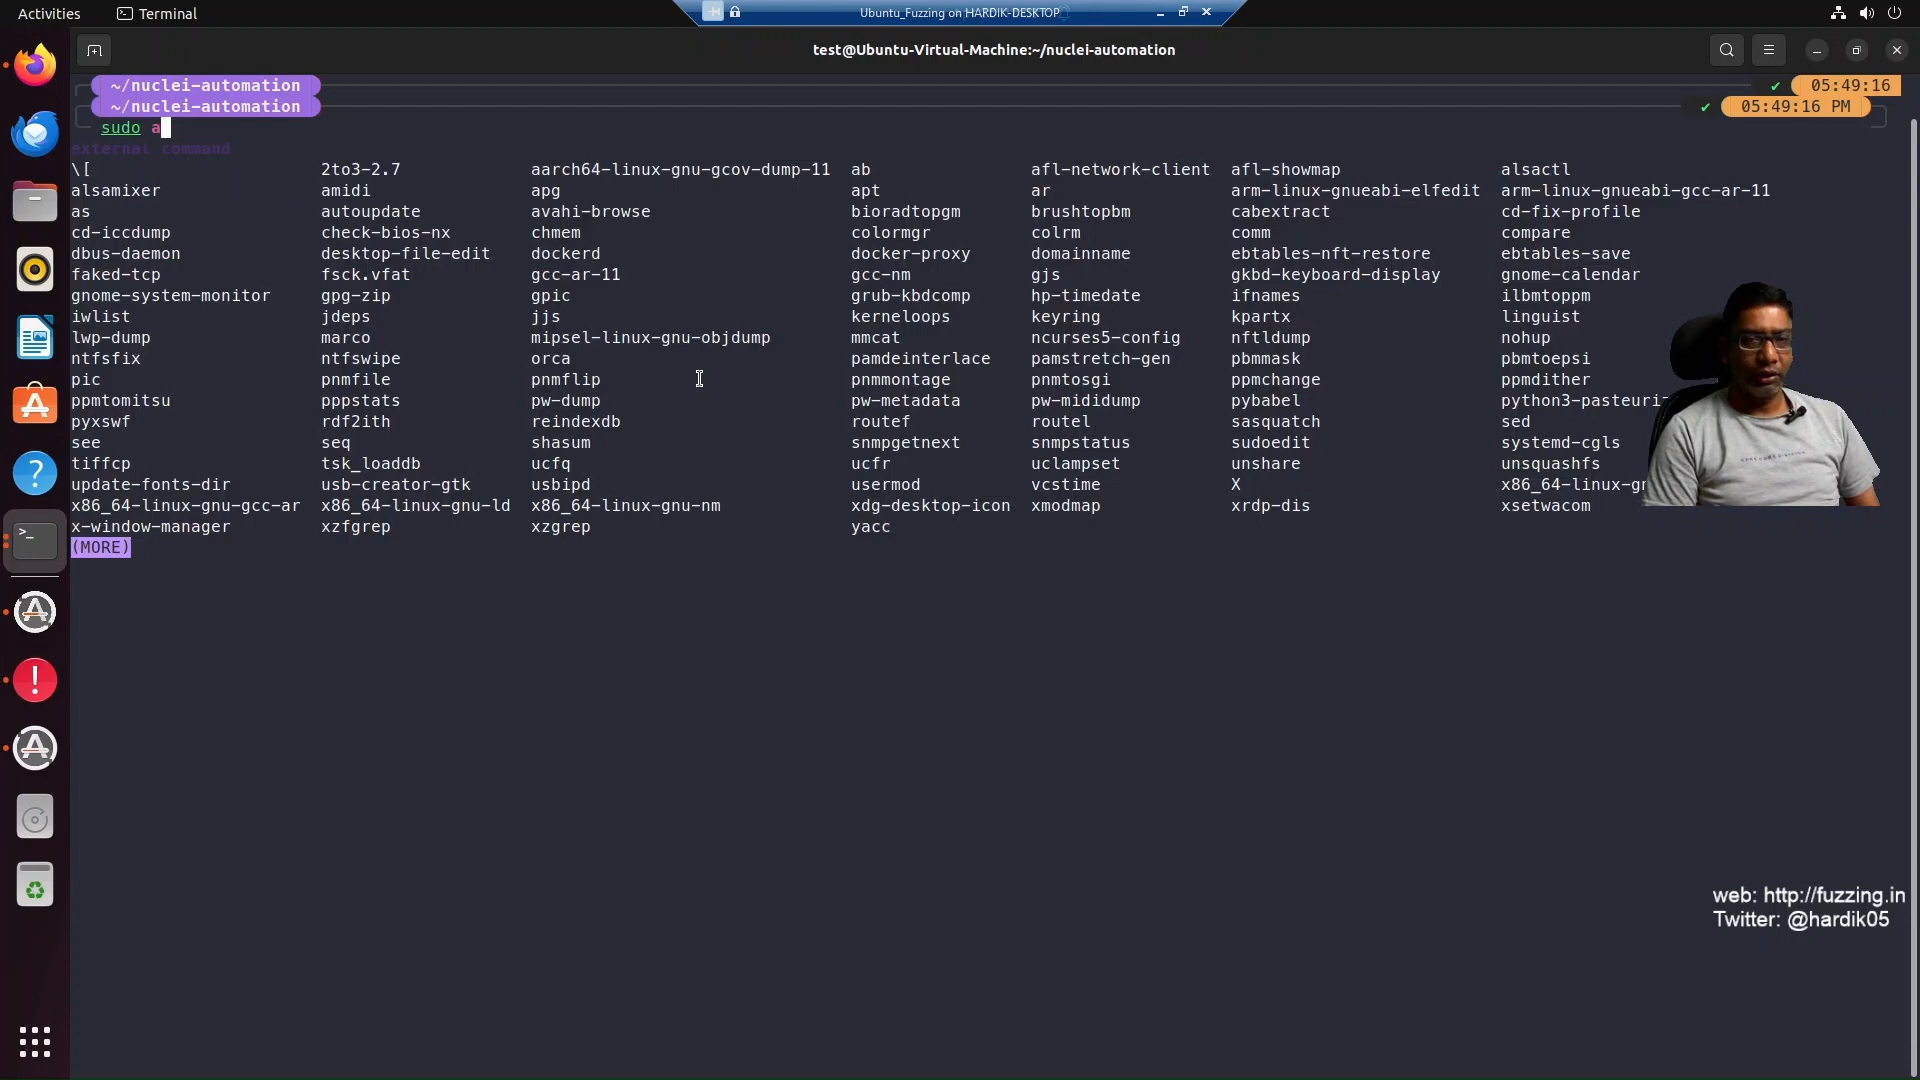 Activities Terminal Ubuntu_Fuzzing on HARDIK-DESKTOP
test@Ubuntu-Virtual-Machine:~/nuclei-automation
~/nuclei-automation ✔ 05:49:16
~/nuclei-automation ✔ 05:49:16 PM
sudo a
external command
\[ 2to3-2.7 aarch64-linux-gnu-gcov-dump-11 ab afl-network-client afl-showmap alsactl
alsamixer amidi apg apt ar arm-linux-gnueabi-elfedit arm-linux-gnueabi-gcc-ar-11
as autoupdate avahi-browse bioradtopgm brushtopbm cabextract cd-fix-profile
cd-iccdump check-bios-nx chmem colormgr colrm comm compare
dbus-daemon desktop-file-edit dockerd docker-proxy domainname ebtables-nft-restore ebtables-save
faked-tcp fsck.vfat gcc-ar-11 gcc-nm gjs gkbd-keyboard-display gnome-calendar
gnome-system-monitor gpg-zip gpic grub-kbdcomp hp-timedate ifnames ilbmtoppm
iwlist jdeps jjs kerneloops keyring kpartx linguist
lwp-dump marco mipsel-linux-gnu-objdump mmcat ncurses5-config nftldump nohup
ntfsfix ntfswipe orca pamdeinterlace pamstretch-gen pbmmask pbmtoepsi
pic pnmfile pnmflip pnmmontage pnmtosgi ppmchange ppmdither
ppmtomitsu pppstats pw-dump pw-metadata pw-mididump pybabel python3-pasteuri
pyxswf rdf2ith reindexdb routef routel sasquatch sed
see seq shasum snmpgetnext snmpstatus sudoedit systemd-cgls
tiffcp tsk_loaddb ucfq ucfr uclampset unshare unsquashfs
update-fonts-dir usb-creator-gtk usbipd usermod vcstime X x86_64-linux-gn
x86_64-linux-gnu-gcc-ar x86_64-linux-gnu-ld x86_64-linux-gnu-nm xdg-desktop-icon xmodmap xrdp-dis xsetwacom
x-window-manager xzfgrep xzgrep yacc
(MORE)
web: http://fuzzing.in
Twitter: @hardik05